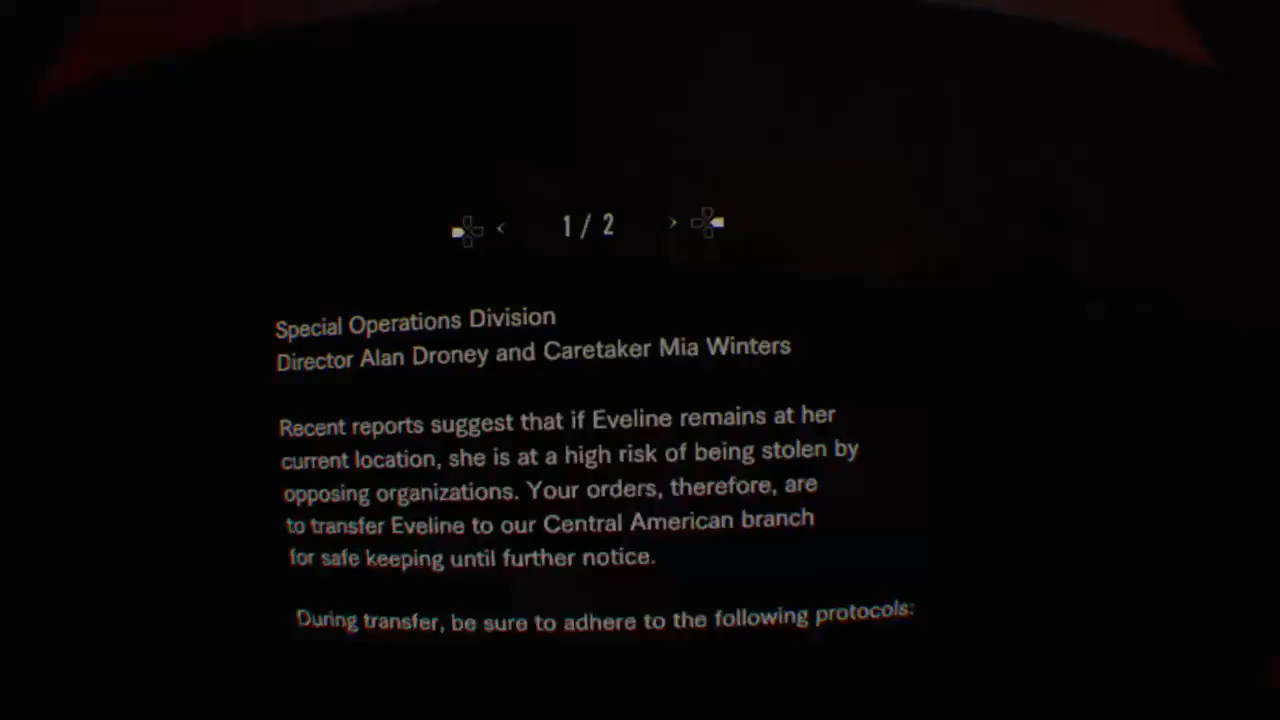 < 1 / 2 >
Special Operations Division
Director Alan Droney and Caretaker Mia Winters
Recent reports suggest that if Eveline remains at her
current location, she is at a high risk of being stolen by
opposing organizations. Your orders, therefore, are
to transfer Eveline to our Central American branch
for safe keeping until further notice.
During transfer, be sure to adhere to the following protocols: